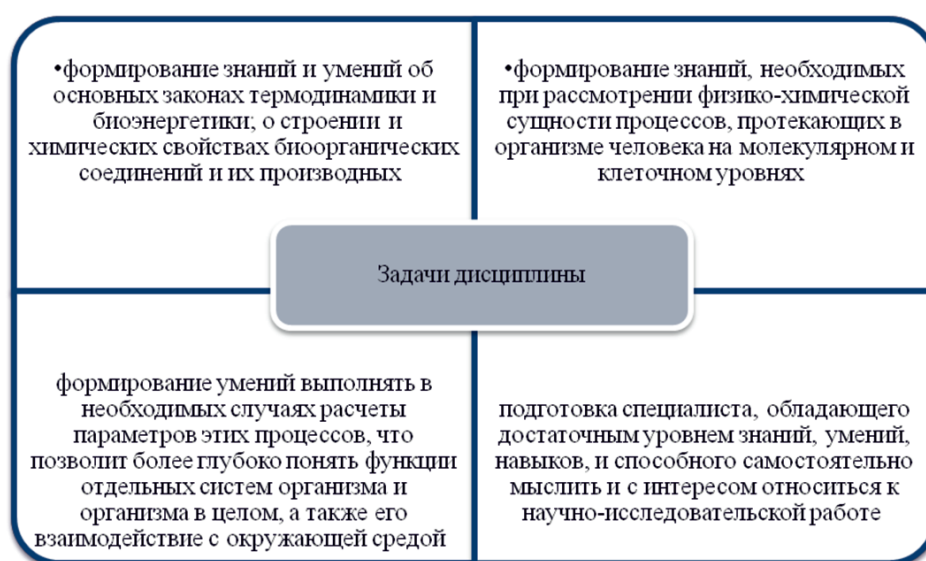 •формирование знаний и умений об
основных законах термодинамики и
биоэнергетики; о строении и
химических свойствах биоорганических
соединений и их производных
•формирование знаний, необходимых
при рассмотрении физико-химической
сущности процессов, протекающих в
организме человека на молекулярном и
клеточном уровнях
Задачи дисциплины
формирование умений выполнять в
необходимых случаях расчеты
параметров этих процессов, что
позволит более глубоко понять функции
отдельных систем организма и
организма в целом, а также его
взаимодействие с окружающей средой
подготовка специалиста, обладающего
достаточным уровнем знаний, умений,
навыков, и способного самостоятельно
мыслить и с интересом относиться к
научно-исследовательской работе